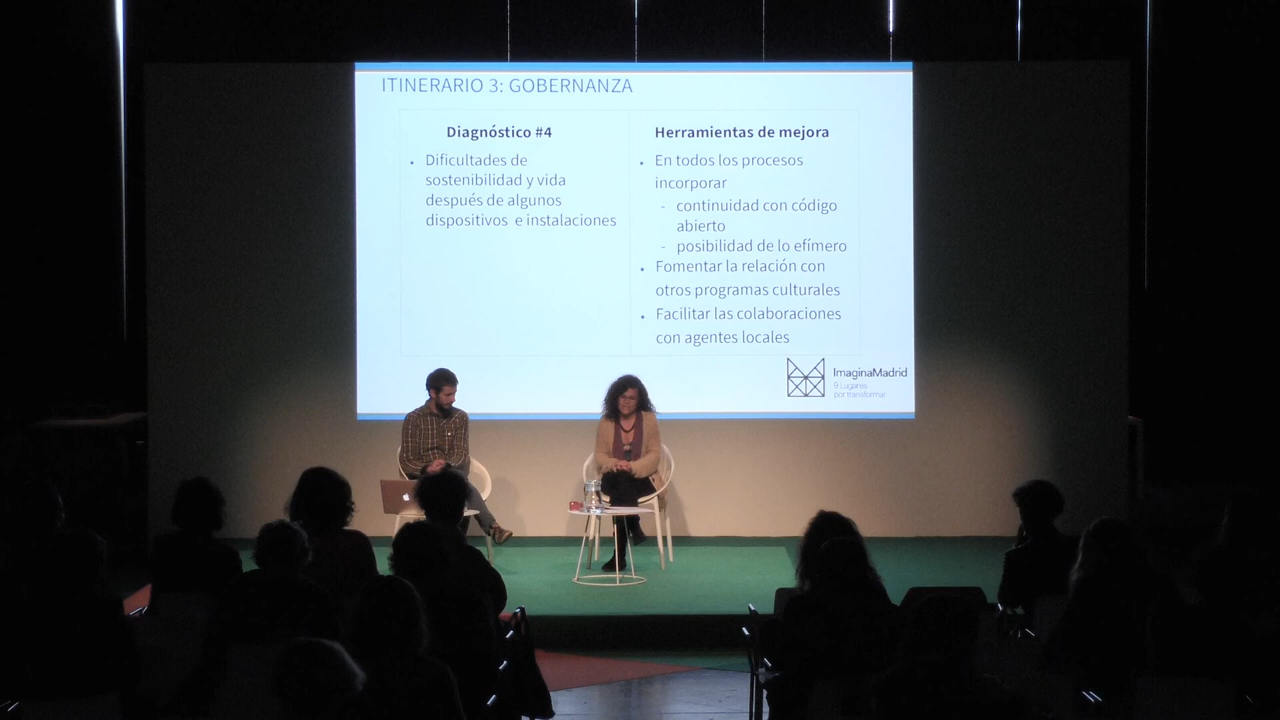 ITINERARIO 3: GOBERNANZA
Diagnóstico #4
• Dificultades de
sostenibilidad y vida
después de algunos
dispositivos e instalaciones
Herramientas de mejora
• En todos los procesos
incorporar
- continuidad con código
abierto
- posibilidad de lo efímero
• Fomentar la relación con
otros programas culturales
• Facilitar las colaboraciones
con agentes locales
ImaginaMadrid
9 Lugares
por transformar